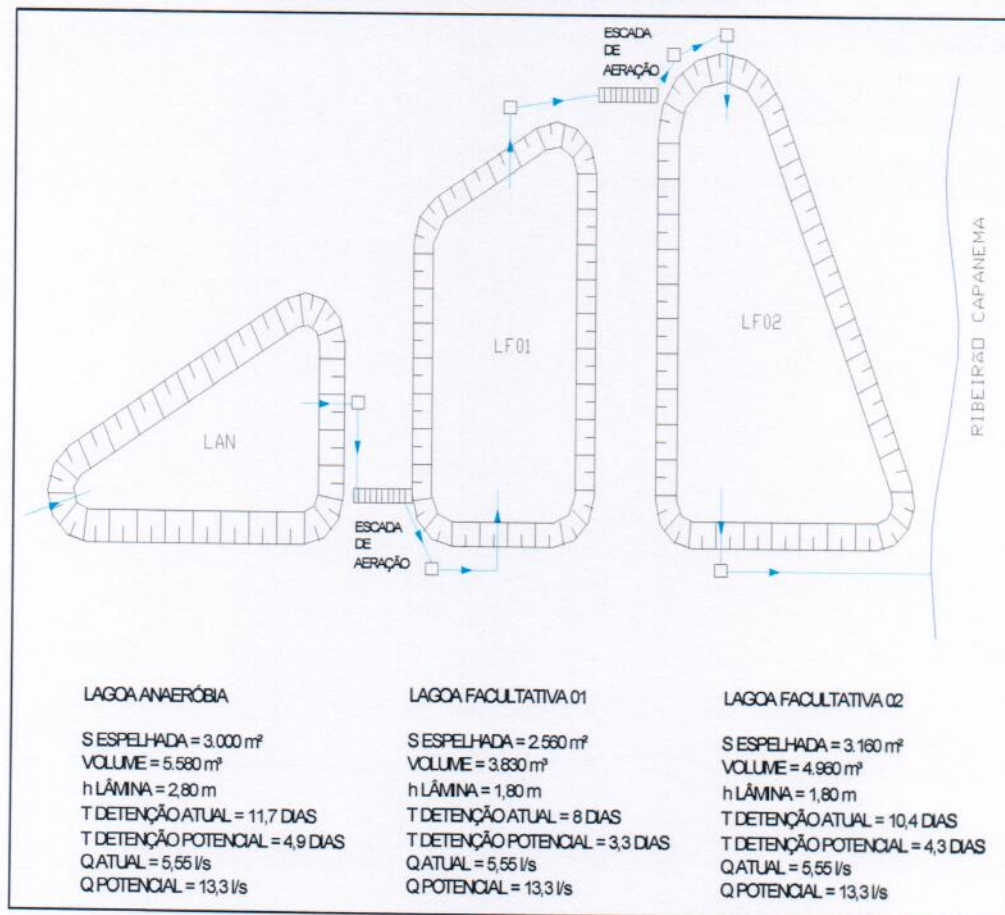 ESCADA
DE
AERAÇÃO
RIBEIRÃO CAPANEMA
LF02
LF01
LAN
ESCADA
DE
AERAÇÃO
LAGOA ANAERÓBIA
S ESPELHADA = 3.000 m²
VOLUME = 5.580 m³
h LÂMINA = 2,80 m
T DETENÇÃO ATUAL = 11,7 DIAS
T DETENÇÃO POTENCIAL = 4,9 DIAS
Q ATUAL = 5,55 l/s
Q POTENCIAL = 13,3 l/s
LAGOA FACULTATIVA 01
S ESPELHADA = 2.560 m²
VOLUME = 3.830 m³
h LÂMINA = 1,80 m
T DETENÇÃO ATUAL = 8 DIAS
T DETENÇÃO POTENCIAL = 3,3 DIAS
Q ATUAL = 5,55 l/s
Q POTENCIAL = 13,3 l/s
LAGOA FACULTATIVA 02
S ESPELHADA = 3.160 m²
VOLUME = 4.960 m³
h LÂMINA = 1,80 m
T DETENÇÃO ATUAL = 10,4 DIAS
T DETENÇÃO POTENCIAL = 4,3 DIAS
Q ATUAL = 5,55 l/s
Q POTENCIAL = 13,3 l/s